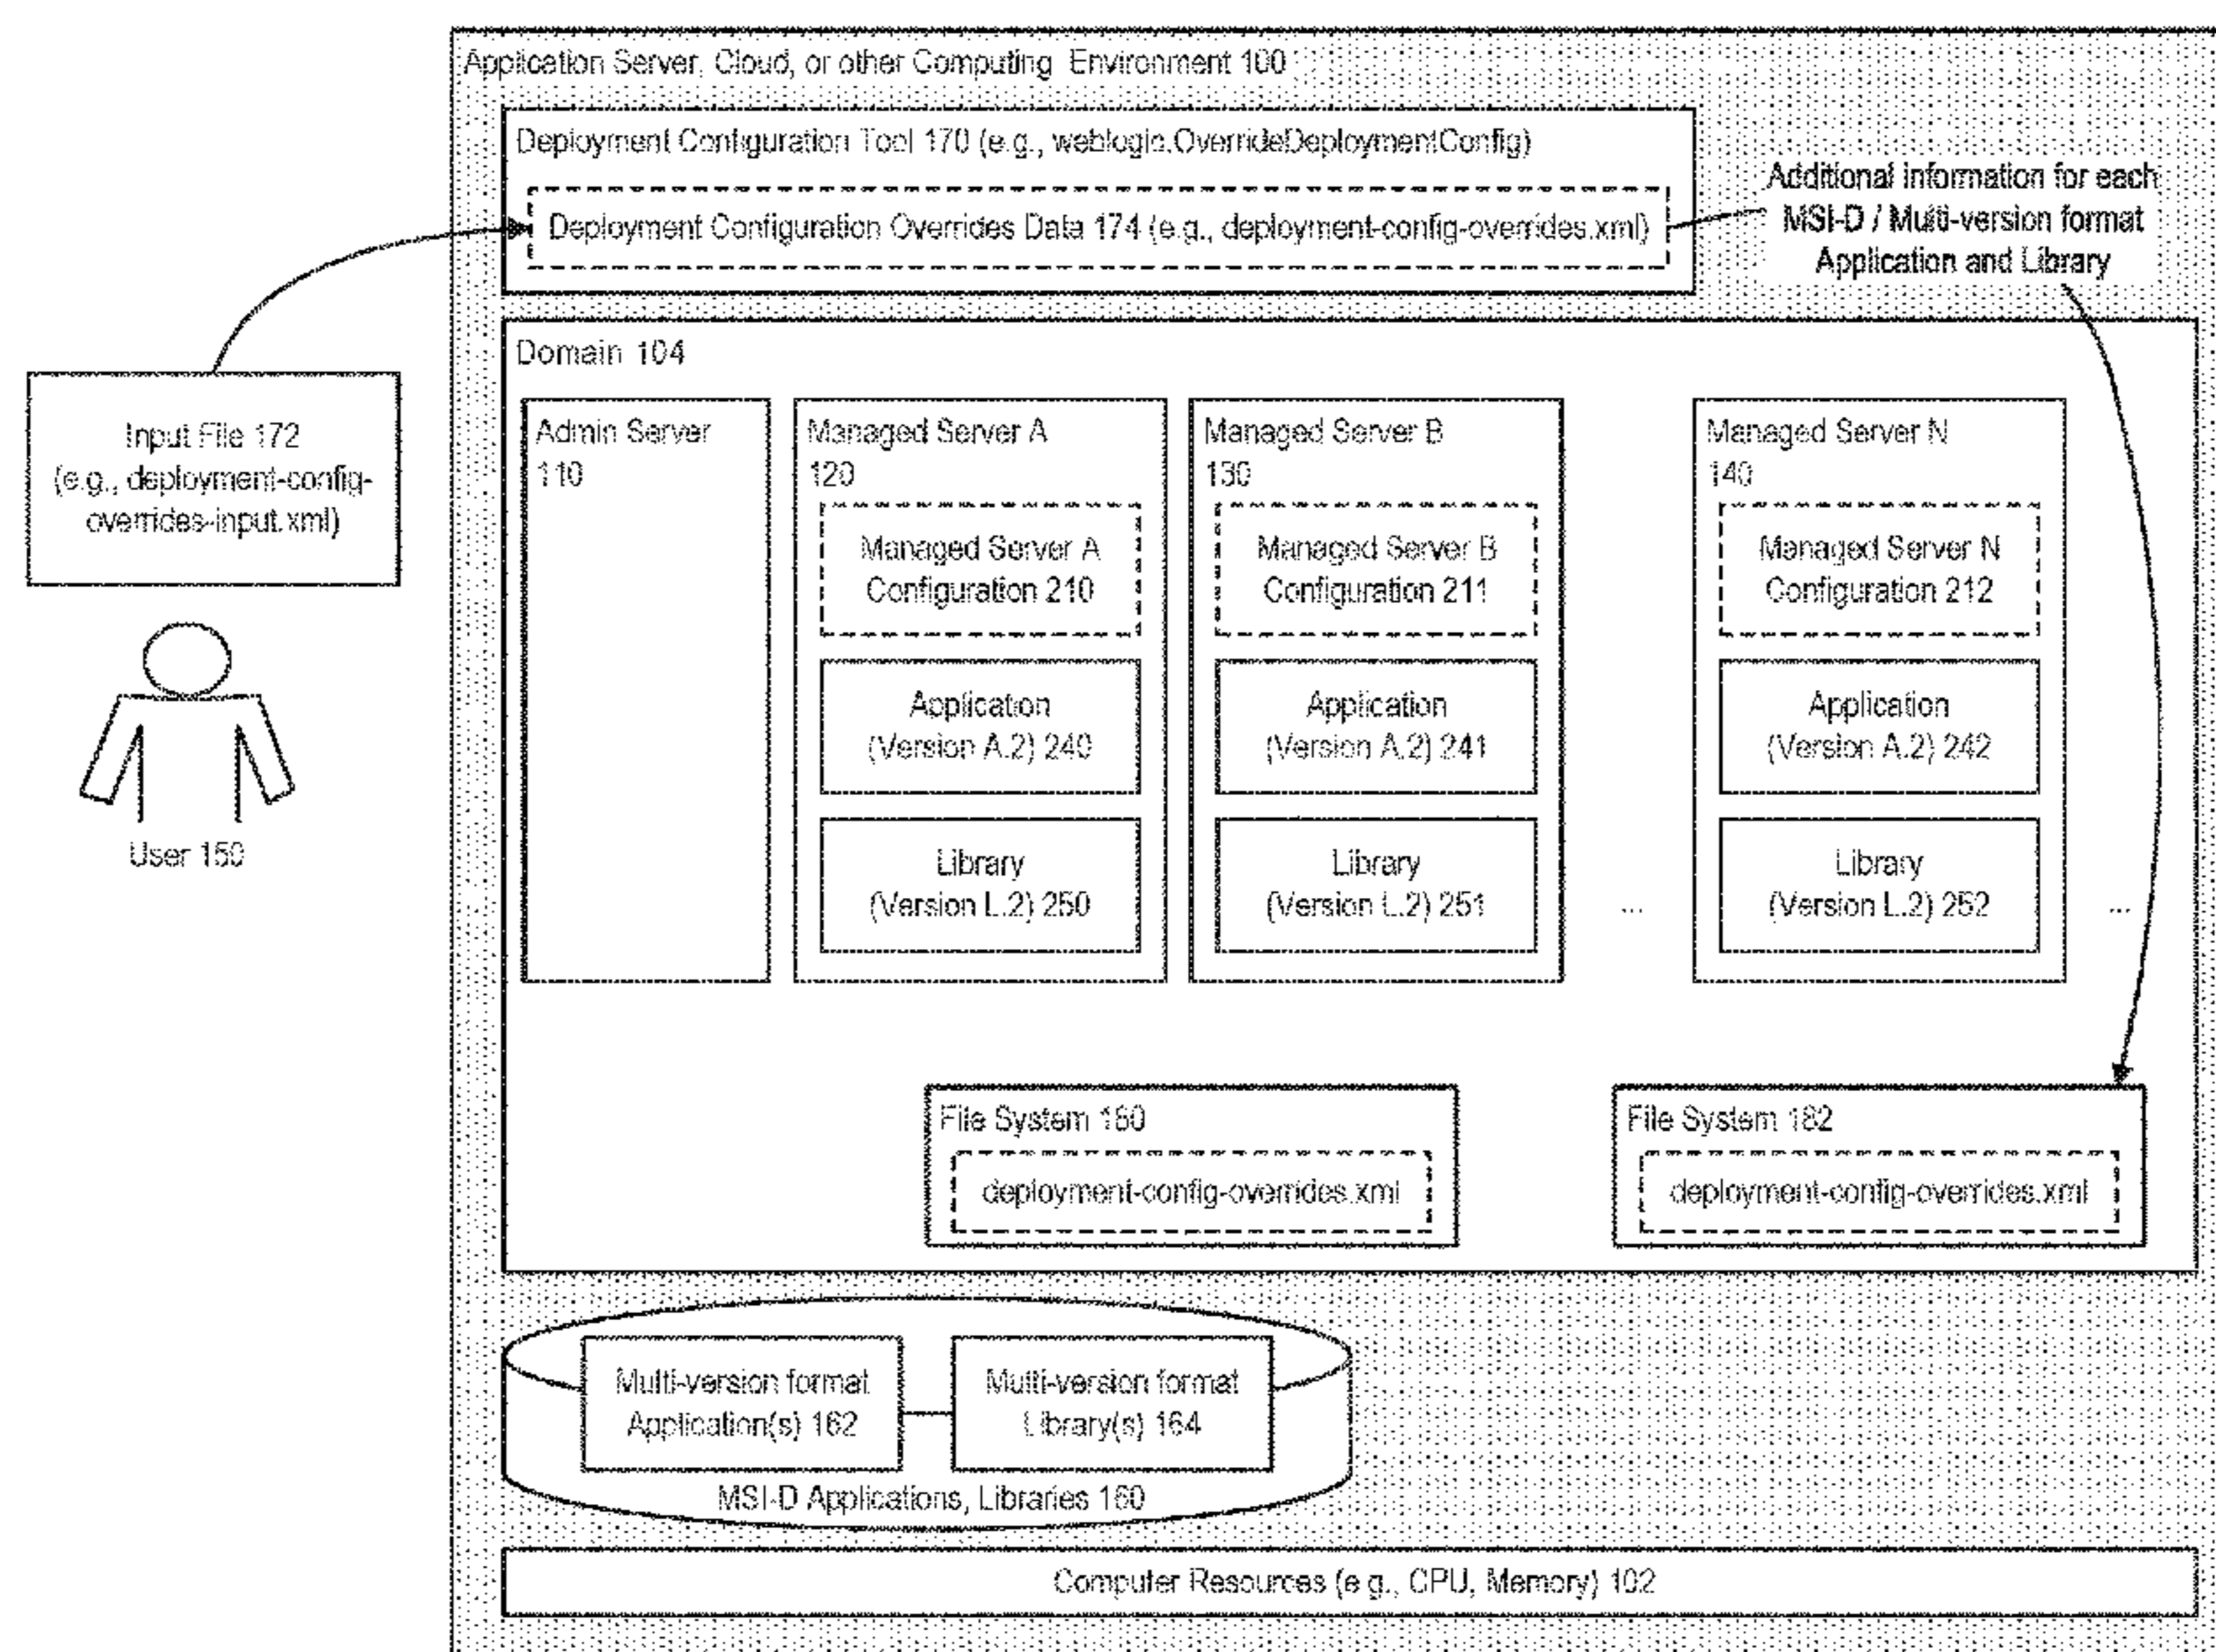 Application Server, Cloud, or other Computing Environment 100
Deployment Configuration Tool 170 (e.g., weblogic.OverrideDeploymentConfig)
Deployment Configuration Overrides Data 174 (e.g., deployment-config-overrides.xml)
Additional information for each
MSI-D / Multi-version format
Application and Library
Input File 172
(e.g., deployment-config-
overrides-input.xml)
User 150
Domain 104
Admin Server
110
Managed Server A
120
Managed Server A
Configuration 210
Application
(Version A.2) 240
Library
(Version L.2) 250
Managed Server B
130
Managed Server B
Configuration 211
Application
(Version A.2) 241
Library
(Version L.2) 251
...
Managed Server N
140
Managed Server N
Configuration 212
Application
(Version A.2) 242
Library
(Version L.2) 252
...
File System 180
deployment-config-overrides.xml
File System 182
deployment-config-overrides.xml
Multi-version format
Application(s) 162
Multi-version format
Library(s) 164
MSI-D Applications, Libraries 160
Computer Resources (e.g., CPU, Memory) 102